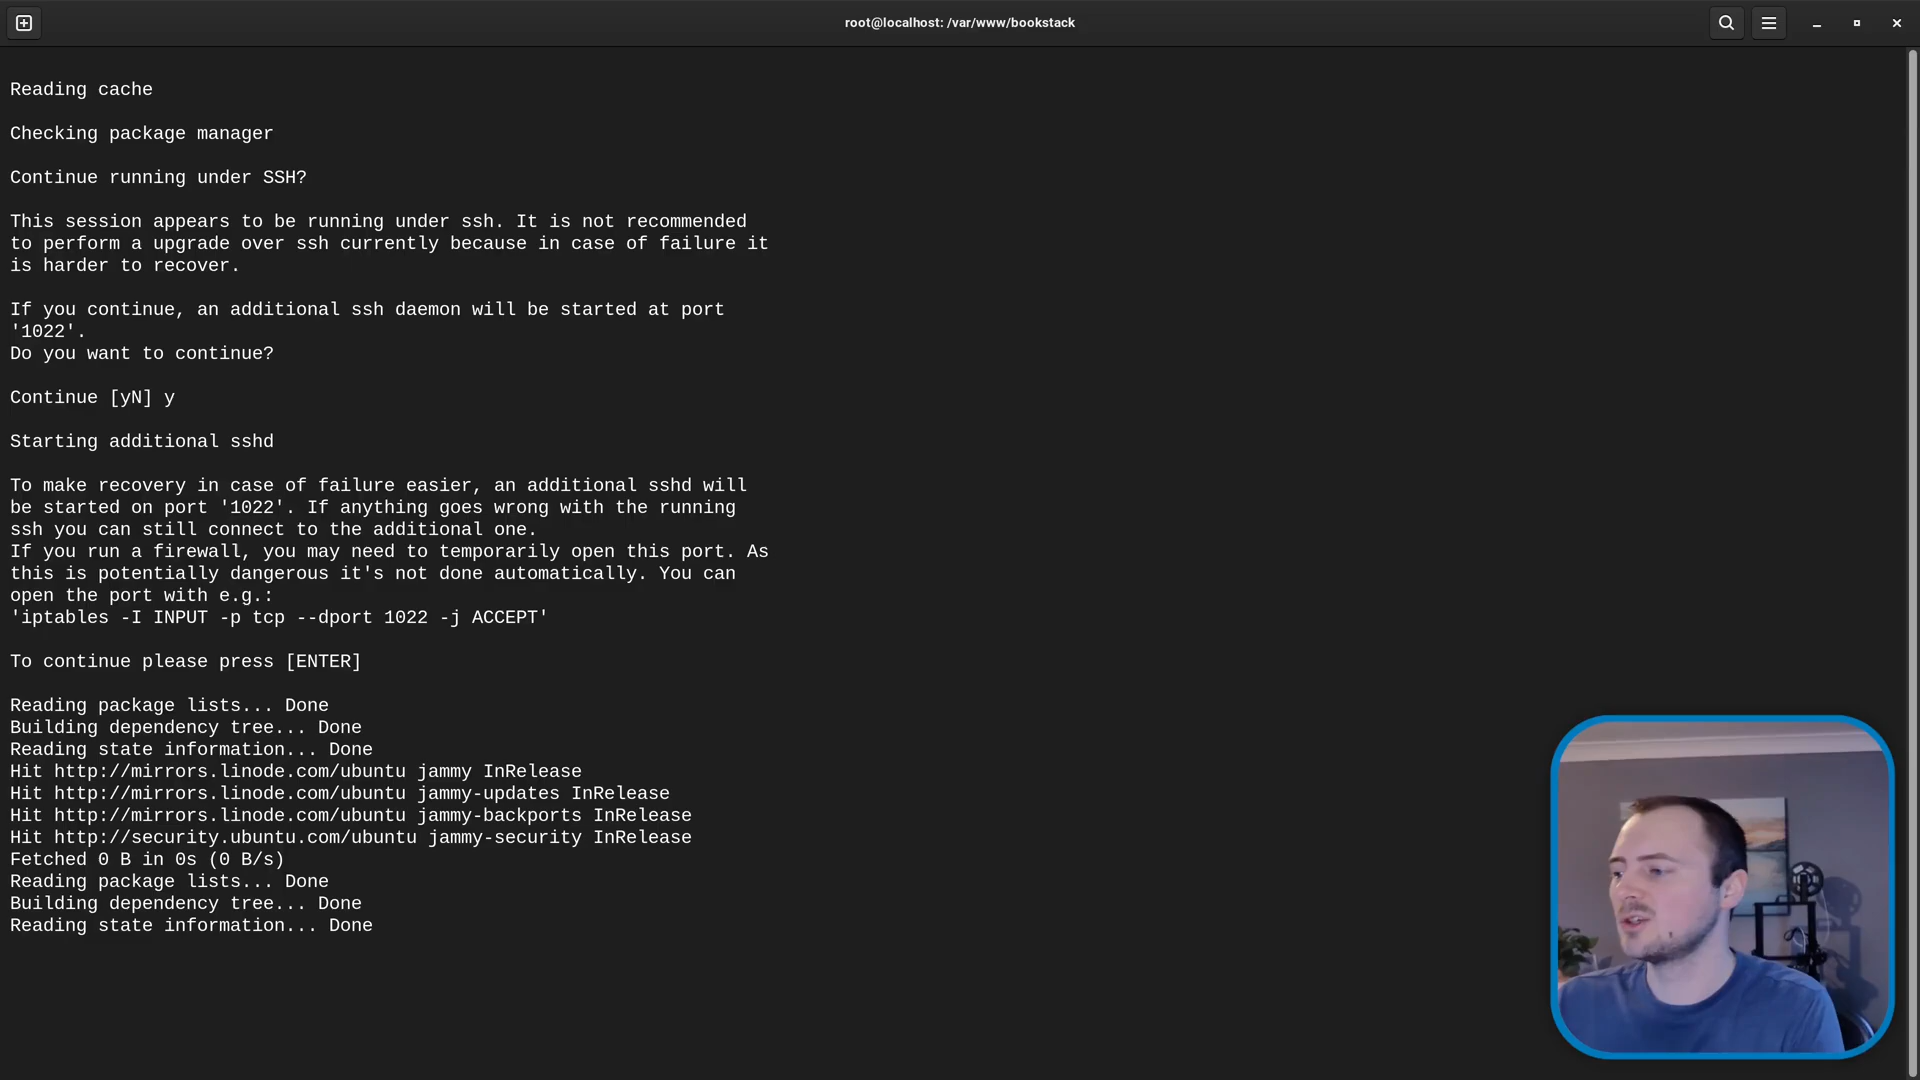 root@localhost: /var/www/bookstack
Reading cache
Checking package manager
Continue running under SSH?
This session appears to be running under ssh. It is not recommended
to perform a upgrade over ssh currently because in case of failure it
is harder to recover.
If you continue, an additional ssh daemon will be started at port
'1022'.
Do you want to continue?
Continue [yN] y
Starting additional sshd
To make recovery in case of failure easier, an additional sshd will
be started on port '1022'. If anything goes wrong with the running
ssh you can still connect to the additional one.
If you run a firewall, you may need to temporarily open this port. As
this is potentially dangerous it's not done automatically. You can
open the port with e.g.:
'iptables -I INPUT -p tcp --dport 1022 -j ACCEPT'
To continue please press [ENTER]
Reading package lists... Done
Building dependency tree... Done
Reading state information... Done
Hit http://mirrors.linode.com/ubuntu jammy InRelease
Hit http://mirrors.linode.com/ubuntu jammy-updates InRelease
Hit http://mirrors.linode.com/ubuntu jammy-backports InRelease
Hit http://security.ubuntu.com/ubuntu jammy-security InRelease
Fetched 0 B in 0s (0 B/s)
Reading package lists... Done
Building dependency tree... Done
Reading state information... Done